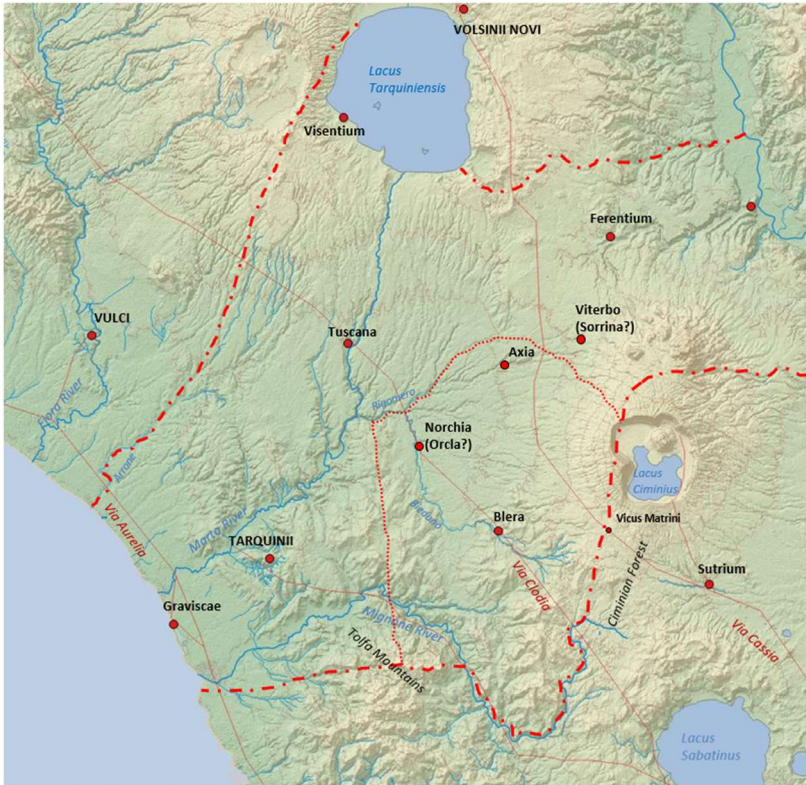 VOLSINII NOVI
Lacus
Tarquiniensis
Visentium
Ferentium
Viterbo
(Sorrina?)
VULCI
Tuscana
Axia
Flora River
Rigomero
Norchia
(Orcla?)
Lacus
Ciminius
Arrone
Biedano
Blera
Vicus Matrini
Via Aurelia
Marta River
TARQUINII
Via Clodia
Ciminian Forest
Sutrium
Graviscae
Mignone River
Via Cassia
Tolfa Mountains
Lacus
Sabatinus